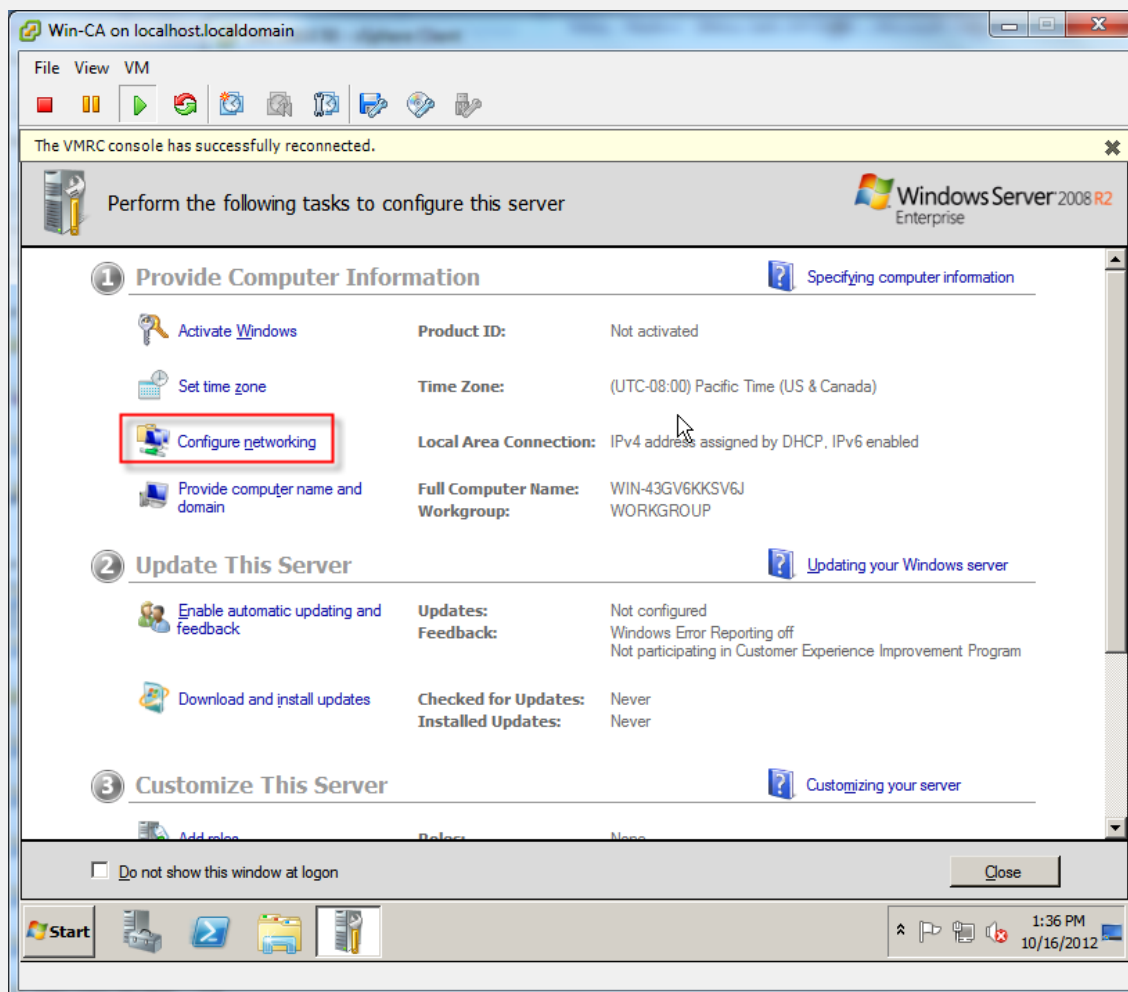 Win-CA on localhost.localdomain
File View VM
The VMRC console has successfully reconnected.
Perform the following tasks to configure this server
Windows Server 2008 R2
Enterprise
1 Provide Computer Information
Specifying computer information
Activate Windows Product ID: Not activated
Set time zone Time Zone: (UTC-08:00) Pacific Time (US & Canada)
Configure networking Local Area Connection: IPv4 address assigned by DHCP, IPv6 enabled
Provide computer name and domain
Full Computer Name: WIN-43GV6KKSV6J
Workgroup: WORKGROUP
2 Update This Server
Updating your Windows server
Enable automatic updating and feedback
Updates: Not configured
Feedback: Windows Error Reporting off
Not participating in Customer Experience Improvement Program
Download and install updates
Checked for Updates: Never
Installed Updates: Never
3 Customize This Server
Customizing your server
Add roles Roles: None
Do not show this window at logon
Close
Start
1:36 PM
10/16/2012